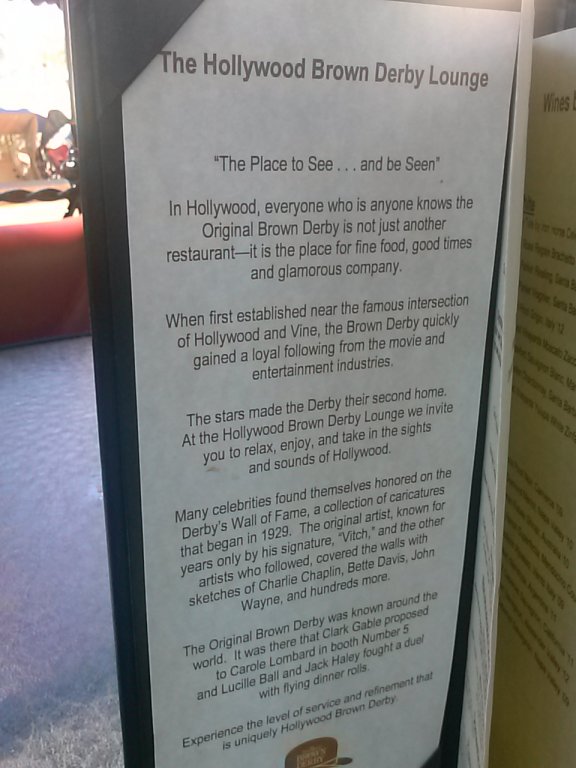 The Hollywood Brown Derby Lounge
“The Place to See . . . and be Seen”
In Hollywood, everyone who is anyone knows the
Original Brown Derby is not just another
restaurant—it is the place for fine food, good times
and glamorous company.
When first established near the famous intersection
of Hollywood and Vine, the Brown Derby quickly
gained a loyal following from the movie and
entertainment industries.
The stars made the Derby their second home.
At the Hollywood Brown Derby Lounge we invite
you to relax, enjoy, and take in the sights
and sounds of Hollywood.
Many celebrities found themselves honored on the
Derby's Wall of Fame, a collection of caricatures
that began in 1929. The original artist, known for
years only by his signature, “Vitch,” and the other
artists who followed, covered the walls with
sketches of Charlie Chaplin, Bette Davis, John
Wayne, and hundreds more.
The Original Brown Derby was known around the
world. It was there that Clark Gable proposed
to Carole Lombard in booth Number 5
and Lucille Ball and Jack Haley fought a duel
with flying dinner rolls.
Experience the level of service and refinement that
is uniquely Hollywood Brown Derby.
BROWN
DERBY
Wines